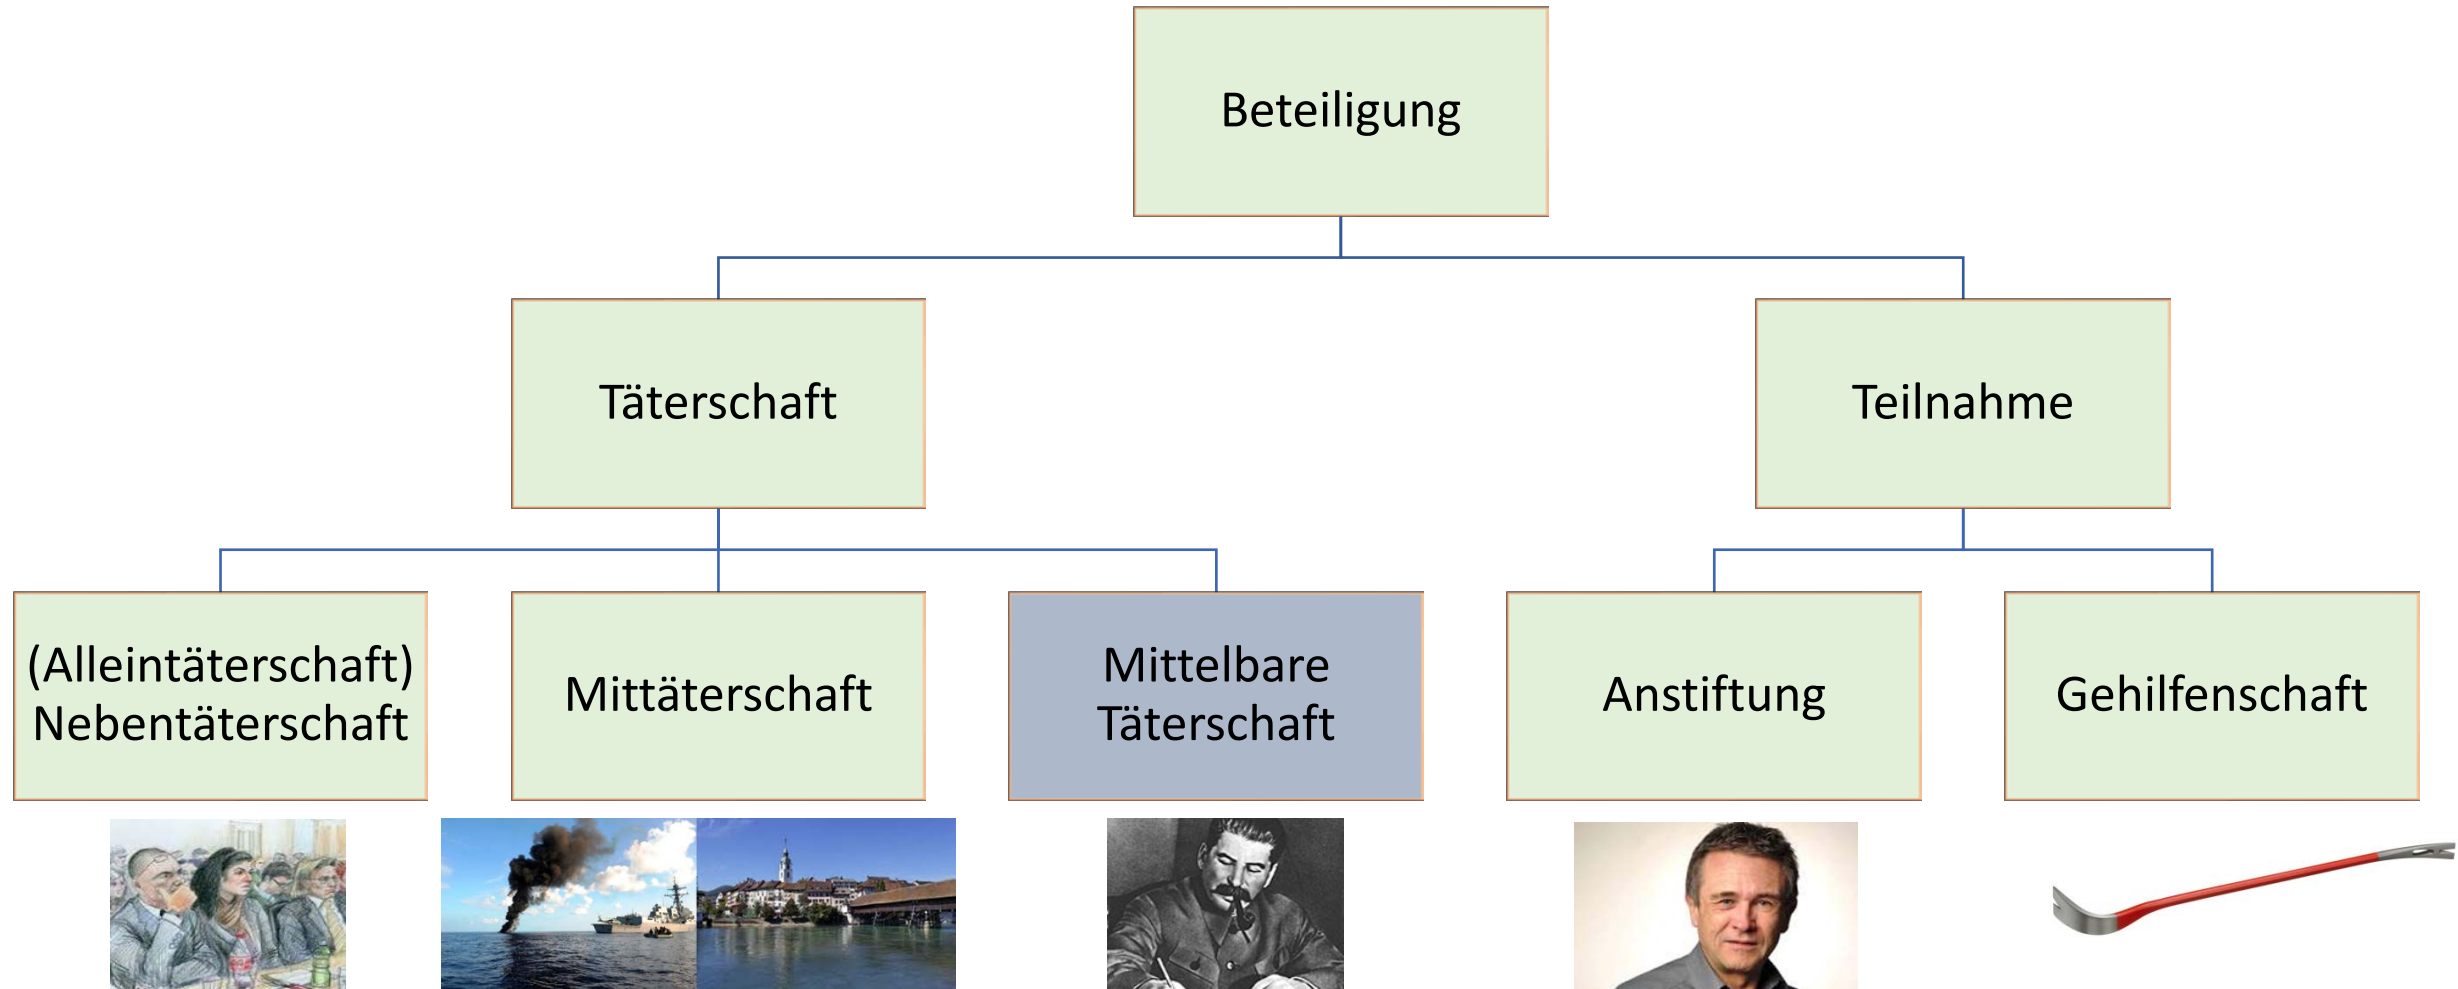 Beteiligung
Täterschaft
Teilnahme
(Alleintäterschaft)
Nebentäterschaft
Mittäterschaft
Mittelbare
Täterschaft
Anstiftung
Gehilfenschaft